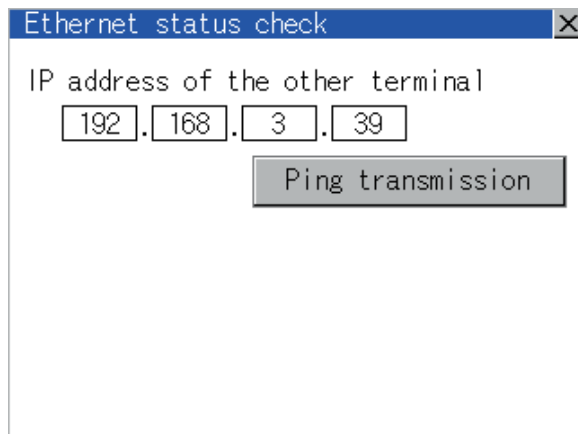 Ethernet status check
IP address of the other terminal
192.168.3.39
Ping transmission